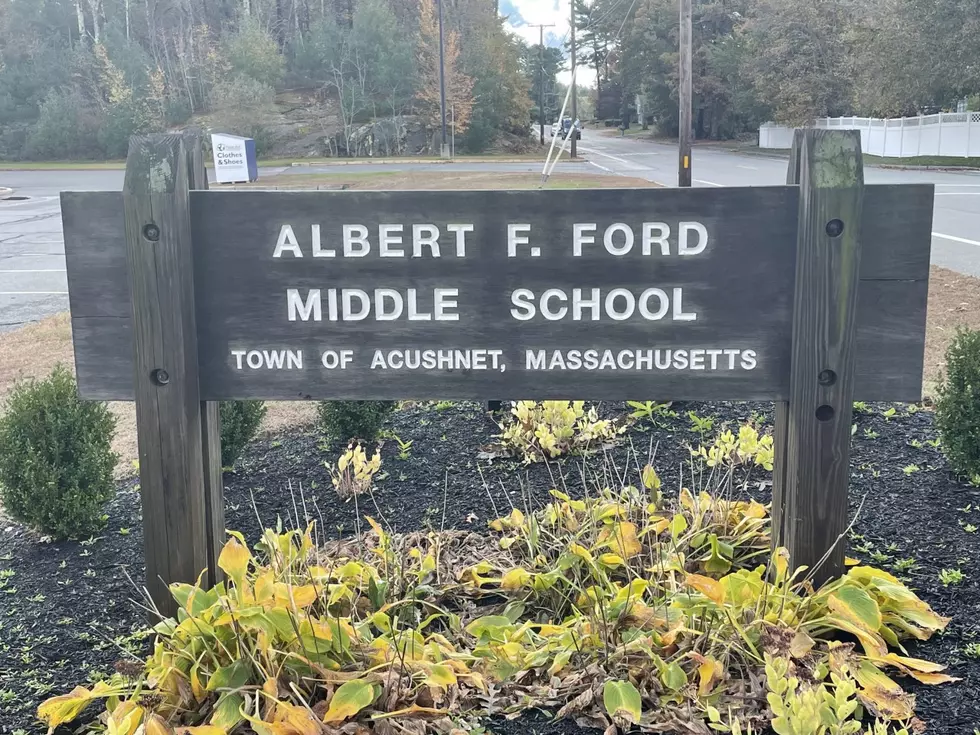 Clothes
& Shoes
ALBERT F. FORD
MIDDLE SCHOOL
TOWN OF ACUSHNET, MASSACHUSETTS